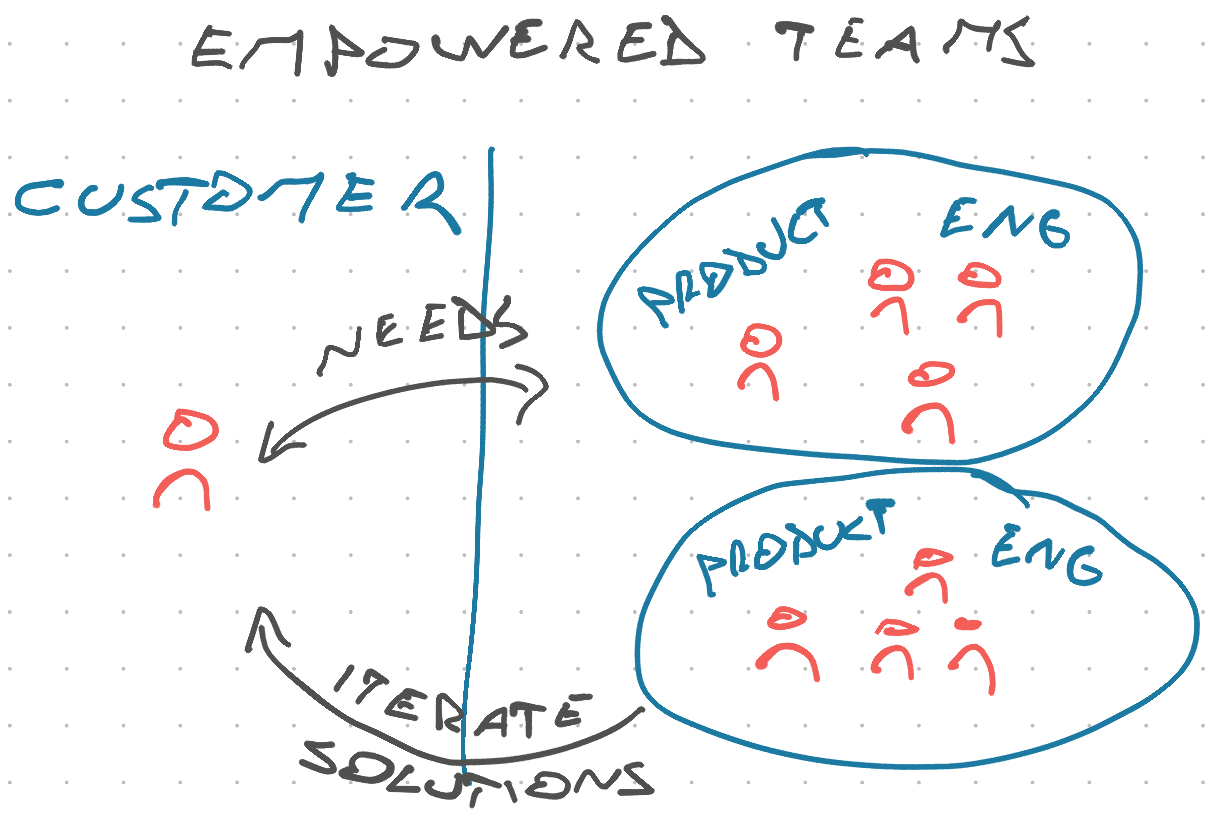 EMPOWERED TEAMS
CUSTOMER
PRODUCT
ENG
NEEDS
PRODUCT
ENG
ITERATE
SOLUTIONS